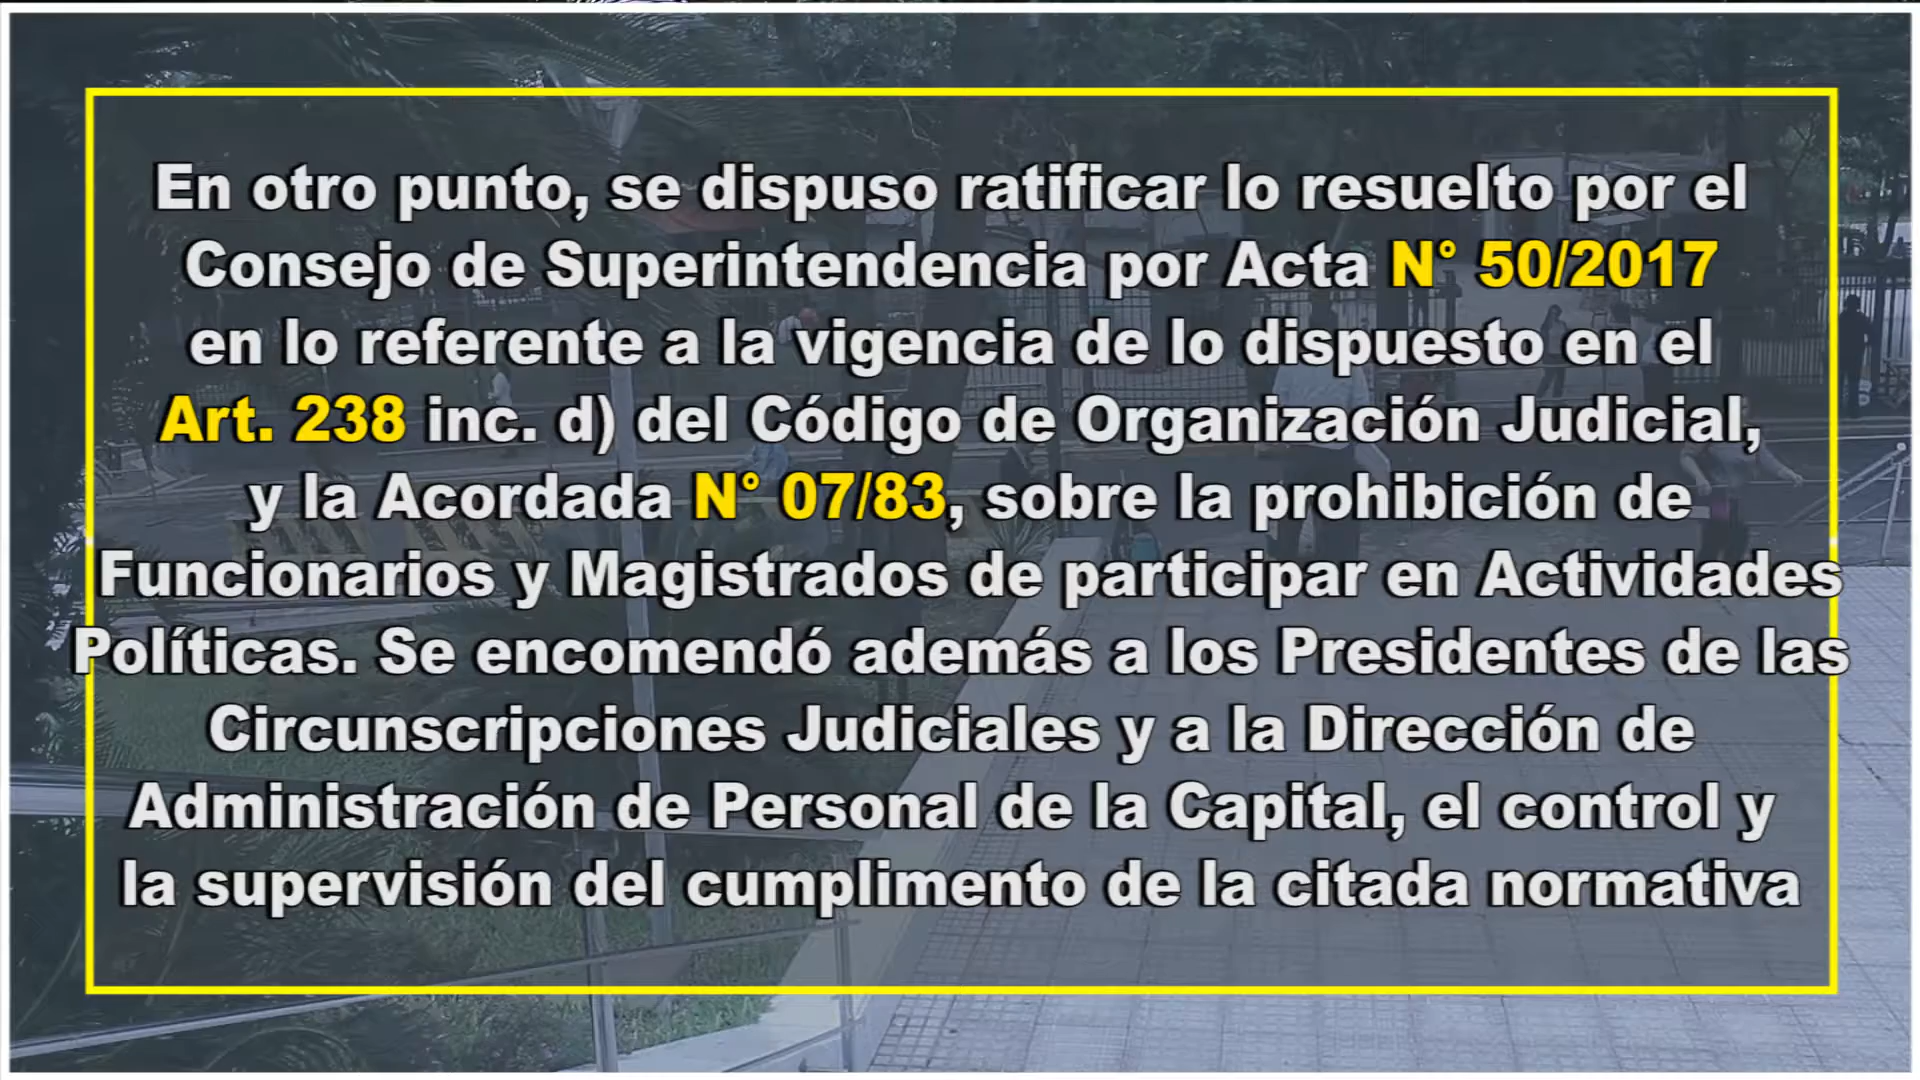 En otro punto, se dispuso ratificar lo resuelto por el
Consejo de Superintendencia por Acta N° 50/2017
en lo referente a la vigencia de lo dispuesto en el
Art. 238 inc. d) del Código de Organización Judicial,
y la Acordada N° 07/83, sobre la prohibición de
Funcionarios y Magistrados de participar en Actividades
Políticas. Se encomendó además a los Presidentes de las
Circunscripciones Judiciales y a la Dirección de
Administración de Personal de la Capital, el control y
la supervisión del cumplimento de la citada normativa